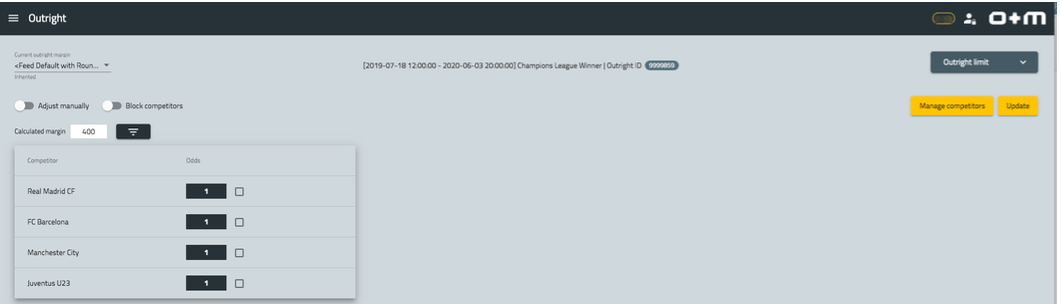 Outright
o+m
Current outright margin
<Feed Default with Roun...
Inherited
[2019-07-18 12:00:00 - 2020-06-03 20:00:00] Champions League Winner | Outright ID 9999859
Outright limit
Adjust manually
Block competitors
Manage competitors
Update
Calculated margin 400
Competitor Odds
Real Madrid CF 1
FC Barcelona 1
Manchester City 1
Juventus U23 1